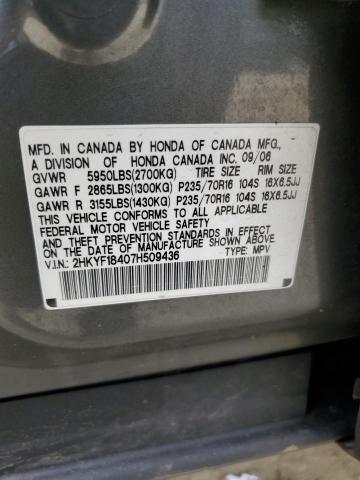 MFD. IN CANADA BY HONDA OF CANADA MFG.,
A DIVISION OF HONDA CANADA INC. 09/06
GVWR 5950LBS(2700KG) TIRE SIZE RIM SIZE
GAWR F 2865LBS(1300KG) P235/70R16 104S 16X6.5JJ
GAWR R 3155LBS(1430KG) P235/70R16 104S 16X6.5JJ
THIS VEHICLE CONFORMS TO ALL APPLICABLE
FEDERAL MOTOR VEHICLE SAFETY
STANDARDS IN EFFECT ON THE
DATE OF MANUFACTURE SHOWN ABOVE.
V.I.N.: 2HKYF18407H509436 TYPE: MPV